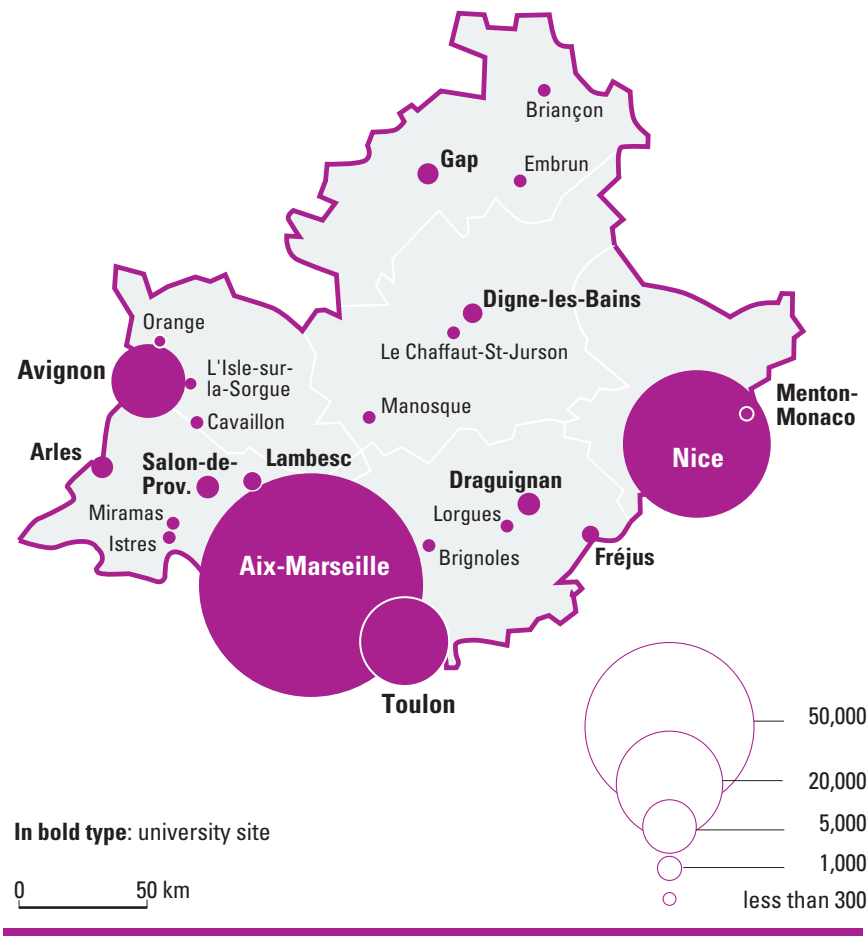 Briançon
Gap
Embrun
Digne-les-Bains
Orange
Le Chaffaut-St-Jurson
Avignon
L'Isle-sur-
la-Sorgue
Manosque
Menton-
Monaco
Cavaillon
Arles
Salon-de-
Prov.
Lambesc
Nice
Draguignan
Miramas
Lorgues
Istres
Brignoles
Fréjus
Aix-Marseille
Toulon
50,000
20,000
5,000
1,000
less than 300
In bold type: university site
0 50 km